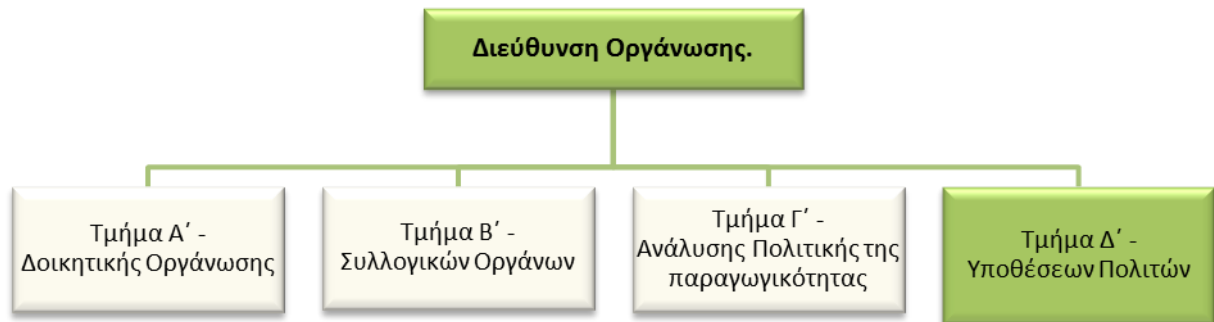 Διεύθυνση Οργάνωσης.
Τμήμα Α΄ -
Δοικητικής Οργάνωσης
Τμήμα Β΄ -
Συλλογικών Οργάνων
Τμήμα Γ΄ -
Ανάλυσης Πολιτικής της
παραγωγικότητας
Τμήμα Δ΄ -
Υποθέσεων Πολιτών